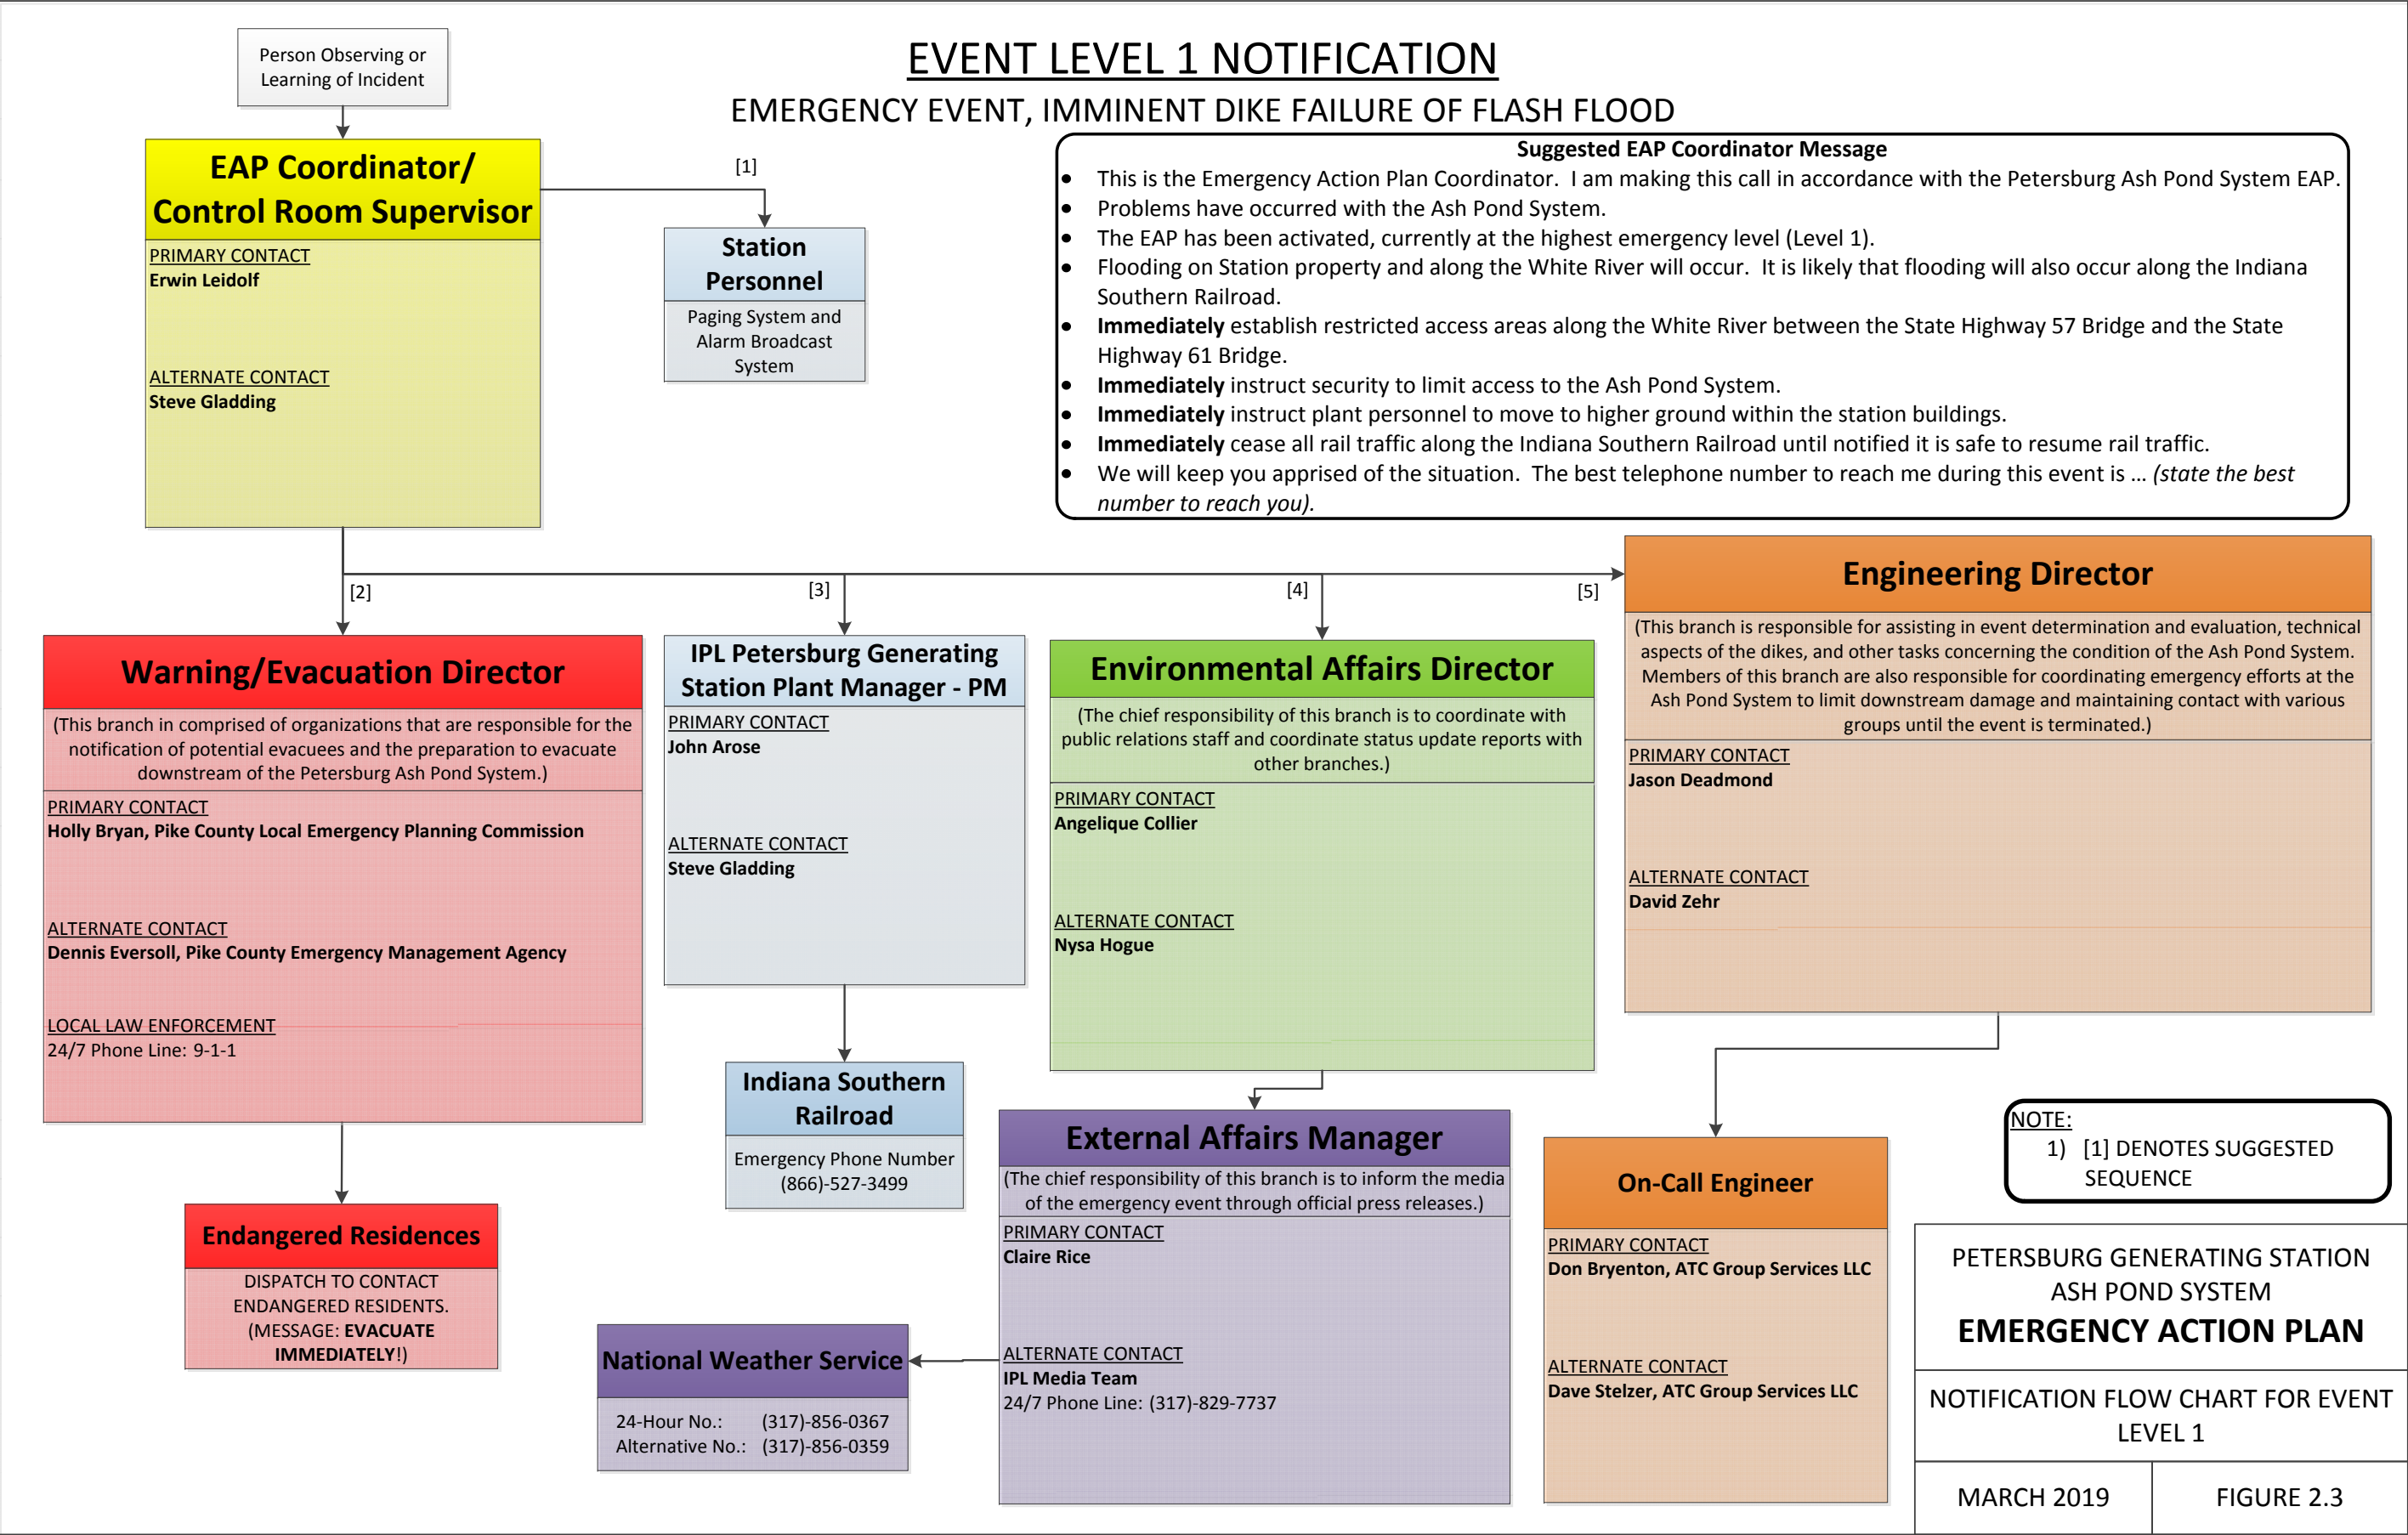 Person Observing or
Learning of Incident
EVENT LEVEL 1 NOTIFICATION
EMERGENCY EVENT, IMMINENT DIKE FAILURE OF FLASH FLOOD
EAP Coordinator/
Control Room Supervisor
PRIMARY CONTACT
Erwin Leidolf
ALTERNATE CONTACT
Steve Gladding
[1]
Station
Personnel
Paging System and
Alarm Broadcast
System
Suggested EAP Coordinator Message
• This is the Emergency Action Plan Coordinator. I am making this call in accordance with the Petersburg Ash Pond System EAP.
• Problems have occurred with the Ash Pond System.
• The EAP has been activated, currently at the highest emergency level (Level 1).
• Flooding on Station property and along the White River will occur. It is likely that flooding will also occur along the Indiana
Southern Railroad.
• Immediately establish restricted access areas along the White River between the State Highway 57 Bridge and the State
Highway 61 Bridge.
• Immediately instruct security to limit access to the Ash Pond System.
• Immediately instruct plant personnel to move to higher ground within the station buildings.
• Immediately cease all rail traffic along the Indiana Southern Railroad until notified it is safe to resume rail traffic.
• We will keep you apprised of the situation. The best telephone number to reach me during this event is … (state the best
number to reach you).
[2]
[3]
[4]
[5]
Warning/Evacuation Director
(This branch in comprised of organizations that are responsible for the
notification of potential evacuees and the preparation to evacuate
downstream of the Petersburg Ash Pond System.)
PRIMARY CONTACT
Holly Bryan, Pike County Local Emergency Planning Commission
ALTERNATE CONTACT
Dennis Eversoll, Pike County Emergency Management Agency
LOCAL LAW ENFORCEMENT
24/7 Phone Line: 9-1-1
Endangered Residences
DISPATCH TO CONTACT
ENDANGERED RESIDENTS.
(MESSAGE: EVACUATE
IMMEDIATELY!)
IPL Petersburg Generating
Station Plant Manager - PM
PRIMARY CONTACT
John Arose
ALTERNATE CONTACT
Steve Gladding
Indiana Southern
Railroad
Emergency Phone Number
(866)-527-3499
Environmental Affairs Director
(The chief responsibility of this branch is to coordinate with
public relations staff and coordinate status update reports with
other branches.)
PRIMARY CONTACT
Angelique Collier
ALTERNATE CONTACT
Nysa Hogue
External Affairs Manager
(The chief responsibility of this branch is to inform the media
of the emergency event through official press releases.)
PRIMARY CONTACT
Claire Rice
ALTERNATE CONTACT
IPL Media Team
24/7 Phone Line: (317)-829-7737
National Weather Service
24-Hour No.: (317)-856-0367
Alternative No.: (317)-856-0359
Engineering Director
(This branch is responsible for assisting in event determination and evaluation, technical
aspects of the dikes, and other tasks concerning the condition of the Ash Pond System.
Members of this branch are also responsible for coordinating emergency efforts at the
Ash Pond System to limit downstream damage and maintaining contact with various
groups until the event is terminated.)
PRIMARY CONTACT
Jason Deadmond
ALTERNATE CONTACT
David Zehr
On-Call Engineer
PRIMARY CONTACT
Don Bryenton, ATC Group Services LLC
ALTERNATE CONTACT
Dave Stelzer, ATC Group Services LLC
NOTE:
1) [1] DENOTES SUGGESTED
SEQUENCE
PETERSBURG GENERATING STATION
ASH POND SYSTEM
EMERGENCY ACTION PLAN
NOTIFICATION FLOW CHART FOR EVENT
LEVEL 1
MARCH 2019
FIGURE 2.3